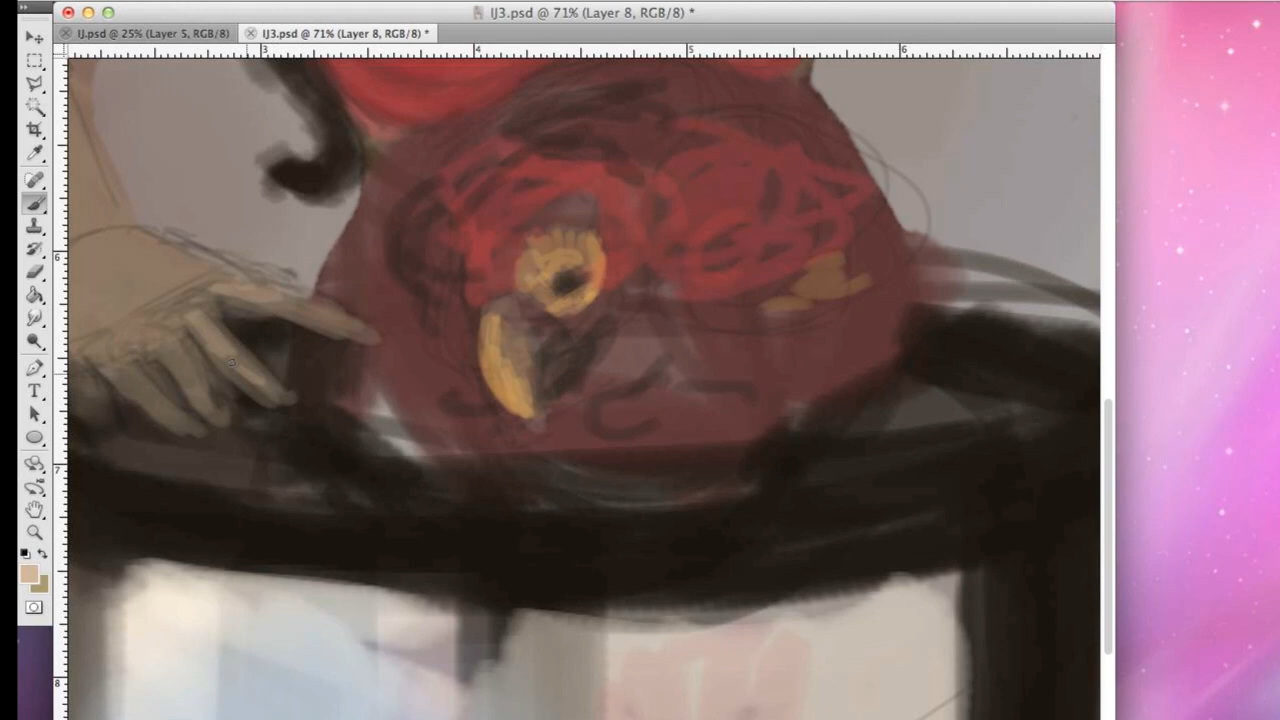 IJ3.psd @ 71% (Layer 8, RGB/8) *
IJ.psd @ 25% (Layer 5, RGB/8)
IJ3.psd @ 71% (Layer 8, RGB/8) *
3 4 5 6
6
7
8
T